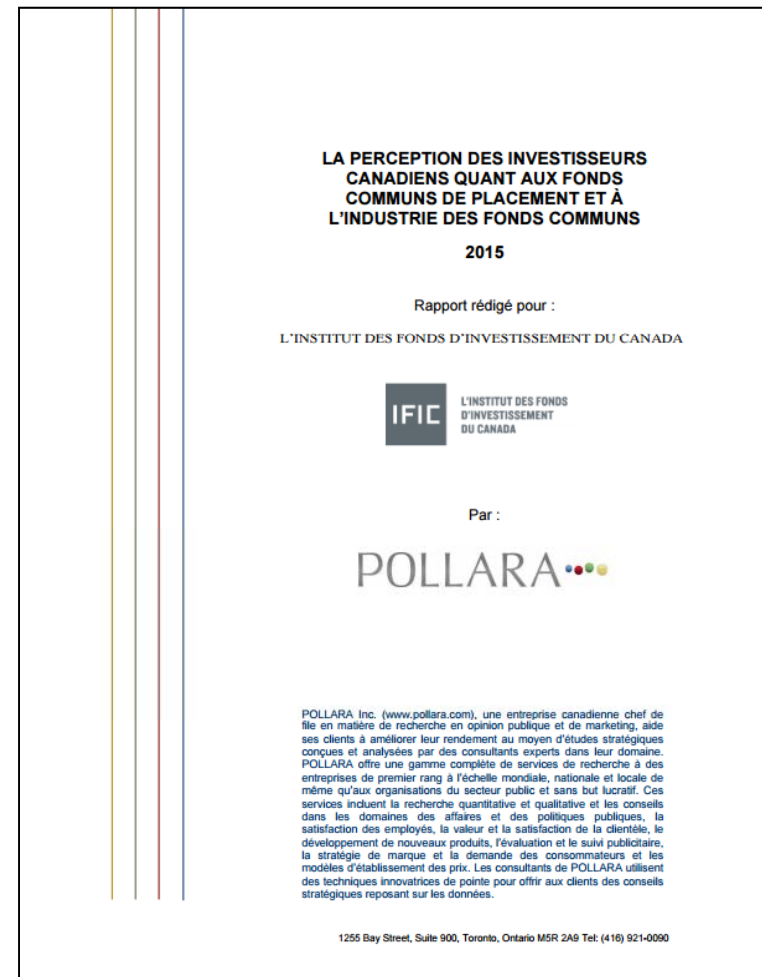 LA PERCEPTION DES INVESTISSEURS
CANADIENS QUANT AUX FONDS
COMMUNS DE PLACEMENT ET À
L'INDUSTRIE DES FONDS COMMUNS
2015
Rapport rédigé pour :
L'INSTITUT DES FONDS D'INVESTISSEMENT DU CANADA
IFIC
L'INSTITUT DES FONDS
D'INVESTISSEMENT
DU CANADA
Par :
POLLARA
POLLARA Inc. (www.pollara.com), une entreprise canadienne chef de
file en matière de recherche en opinion publique et de marketing, aide
ses clients à améliorer leur rendement au moyen d'études stratégiques
conçues et analysées par des consultants experts dans leur domaine.
POLLARA offre une gamme complète de services de recherche à des
entreprises de premier rang à l'échelle mondiale, nationale et locale de
même qu'aux organisations du secteur public et sans but lucratif. Ces
services incluent la recherche quantitative et qualitative et les conseils
dans les domaines des affaires et des politiques publiques, la
satisfaction des employés, la valeur et la satisfaction de la clientèle, le
développement de nouveaux produits, l'évaluation et le suivi publicitaire,
la stratégie de marque et la demande des consommateurs et les
modèles d'établissement des prix. Les consultants de POLLARA utilisent
des techniques innovatrices de pointe pour offrir aux clients des conseils
stratégiques reposant sur les données.
1255 Bay Street, Suite 900, Toronto, Ontario M5R 2A9 Tel: (416) 921-0090